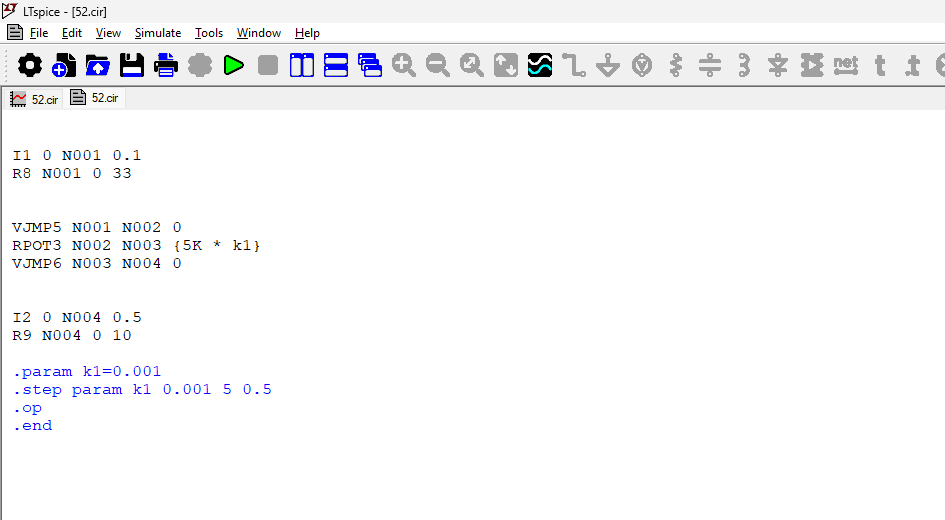 LTspice - [52.cir]
File Edit View Simulate Tools Window Help
net t .t
52.cir 52.cir
I1 0 N001 0.1
R8 N001 0 33
VJMP5 N001 N002 0
RPOT3 N002 N003 {5K * k1}
VJMP6 N003 N004 0
I2 0 N004 0.5
R9 N004 0 10
.param k1=0.001
.step param k1 0.001 5 0.5
.op
.end